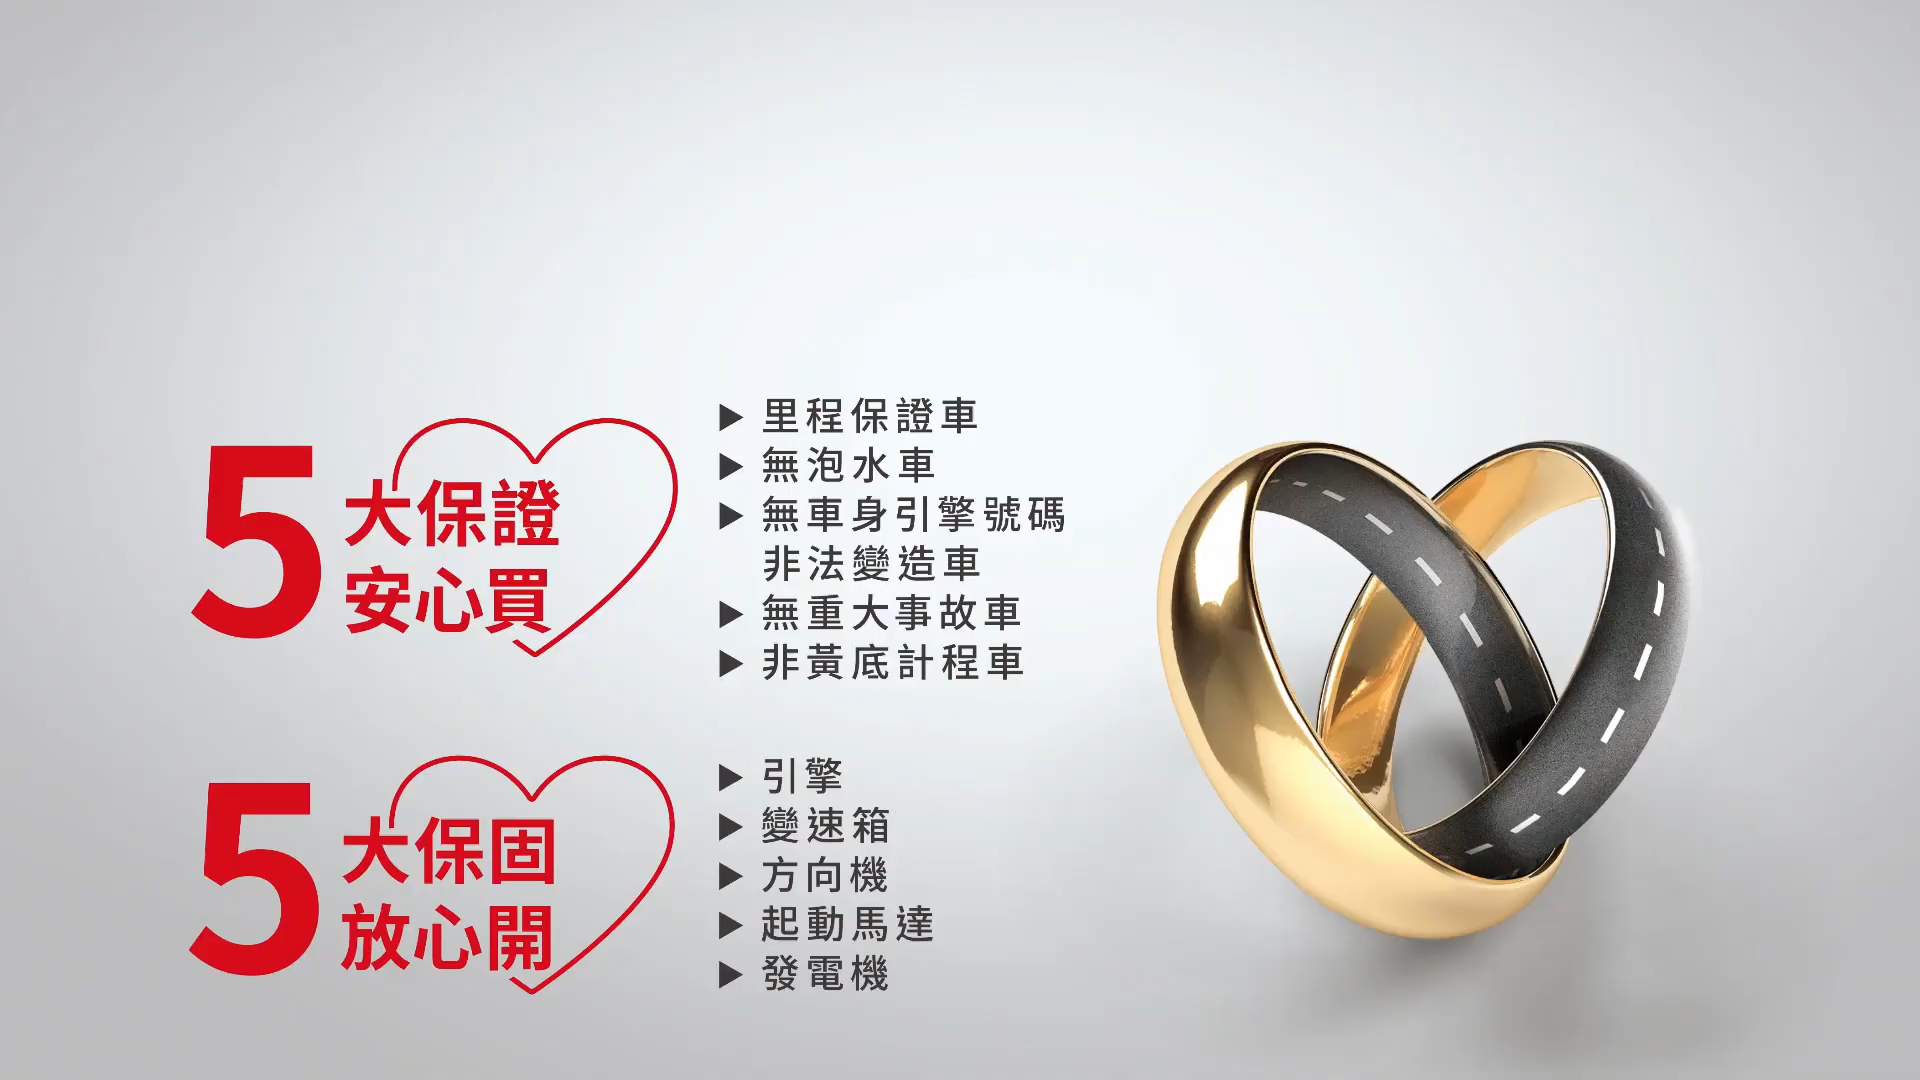 5大保證
安心買
▶ 里程保證車
▶ 無泡水車
▶ 無車身引擎號碼
非法變造車
▶ 無重大事故車
▶ 非黃底計程車
5大保固
放心開
▶ 引擎
▶ 變速箱
▶ 方向機
▶ 起動馬達
▶ 發電機